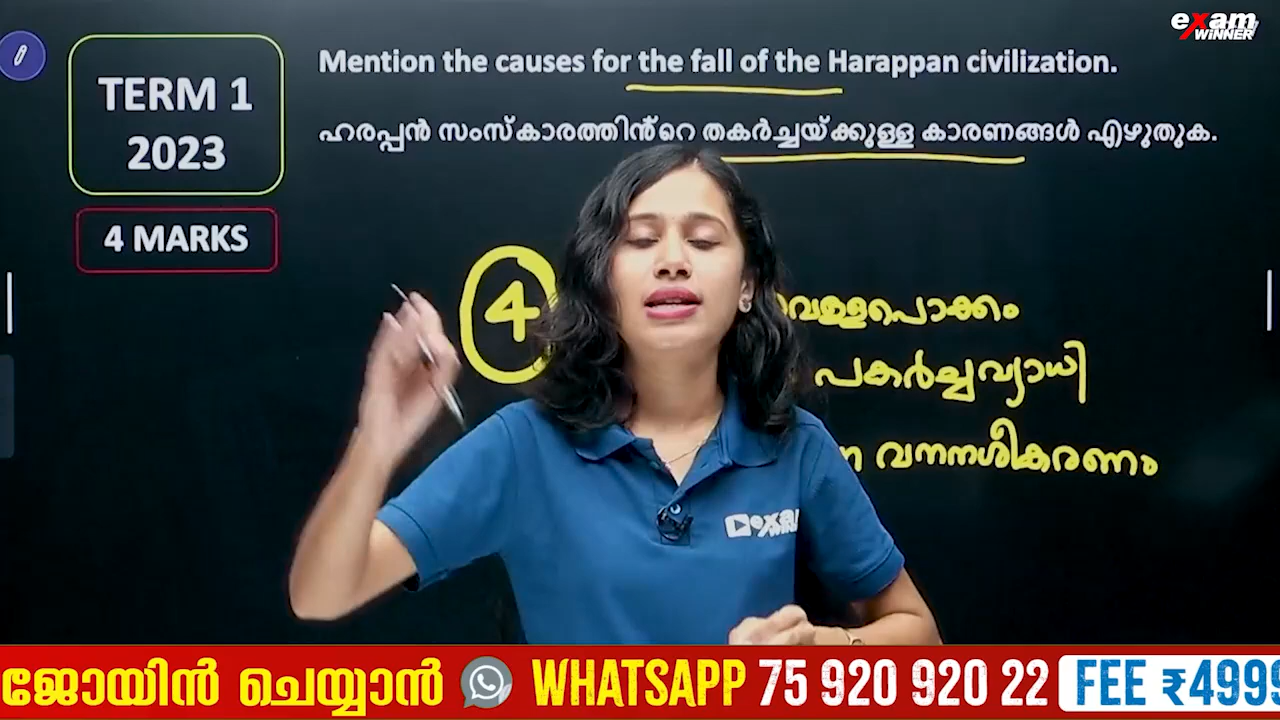 exam
WINNER
TERM 1
2023
4 MARKS
Mention the causes for the fall of the Harappan civilization.
ഹരപ്പൻ സംസ്കാരത്തിൻ്റെ തകർച്ചയ്ക്കുള്ള കാരണങ്ങൾ എഴുതുക.
4
വെള്ളപൊക്കം
പകർച്ചവ്യാധി
വനനശീകരണം
exam
ജോയിൻ ചെയ്യാൻ WHATSAPP 75 920 920 22 FEE ₹4999